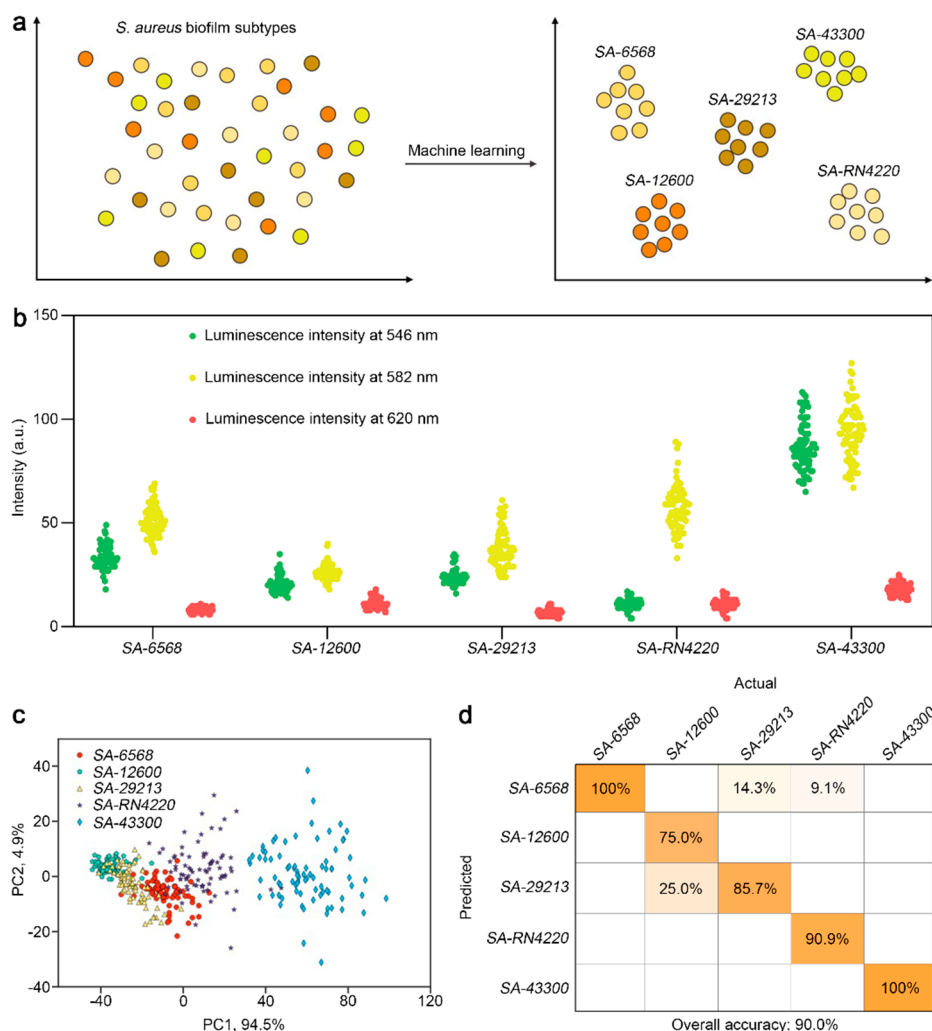 a
S. aureus biofilm subtypes
Machine learning
SA-6568
SA-43300
SA-29213
SA-12600
SA-RN4220
b
150
100
50
0
Intensity (a.u.)
Luminescence intensity at 546 nm
Luminescence intensity at 582 nm
Luminescence intensity at 620 nm
SA-6568
SA-12600
SA-29213
SA-RN4220
SA-43300
c
SA-6568
SA-12600
SA-29213
SA-RN4220
SA-43300
40
20
0
-20
-40
PC2, 4.9%
-40
0
40
80
120
PC1, 94.5%
d
Actual
SA-6568
SA-12600
SA-29213
SA-RN4220
SA-43300
Predicted
SA-6568
100%
14.3%
9.1%
SA-12600
75.0%
SA-29213
25.0%
85.7%
SA-RN4220
90.9%
SA-43300
100%
Overall accuracy: 90.0%